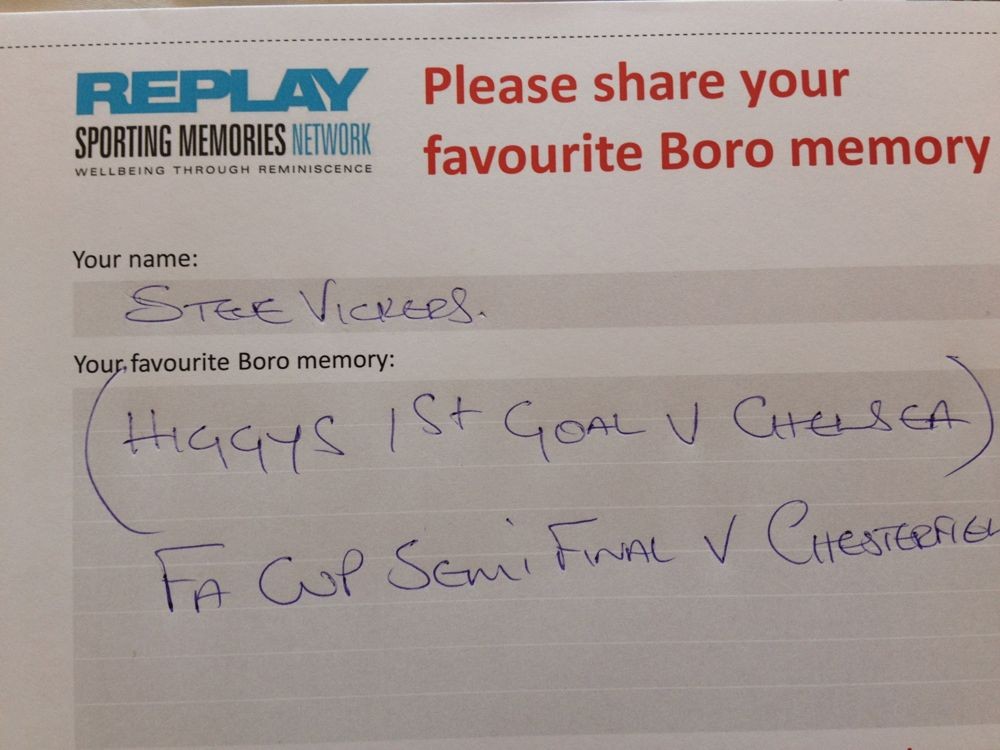 REPLAY
SPORTING MEMORIES NETWORK
WELLBEING THROUGH REMINISCENCE
Please share your
favourite Boro memory
Your name:
STEVE VICKERS.
Your favourite Boro memory:
(HIGGYS 1St GOAL V CHELSEA)
FA CUP SEMI FINAL V CHESTERFIEL